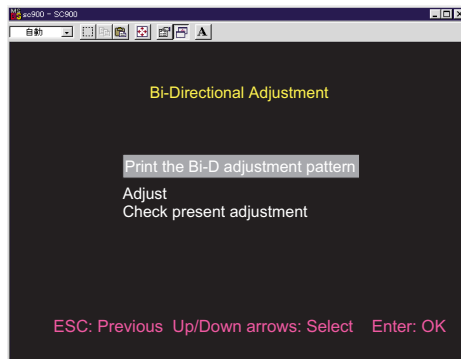 sc900 - SC900
自動
A
Bi-Directional Adjustment
Print the Bi-D adjustment pattern
Adjust
Check present adjustment
ESC: Previous Up/Down arrows: Select Enter: OK